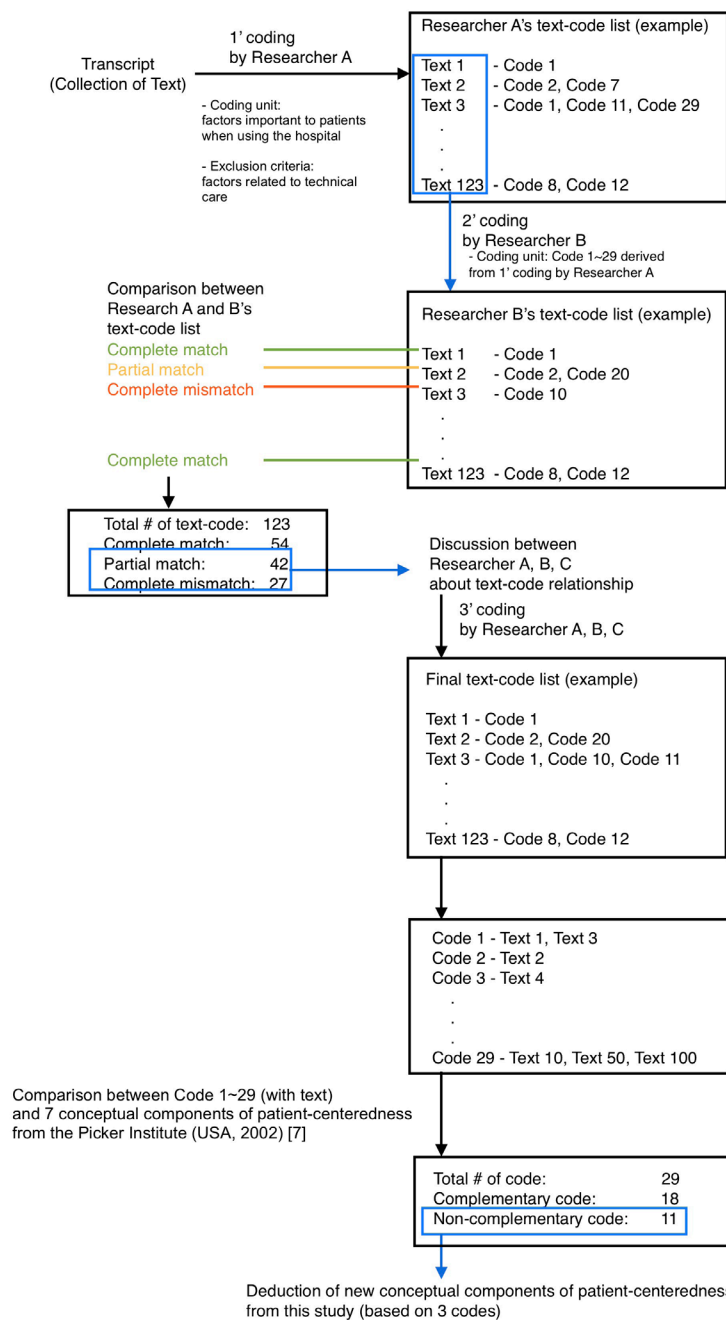 Researcher A's text-code list (example)
1' coding
by Researcher A
Transcript
(Collection of Text)
Text 1 - Code 1
Text 2 - Code 2, Code 7
Text 3 - Code 1, Code 11, Code 29
.
.
.
Text 123 - Code 8, Code 12
- Coding unit:
factors important to patients
when using the hospital
- Exclusion criteria:
factors related to technical
care
2' coding
by Researcher B
- Coding unit: Code 1~29 derived
from 1' coding by Researcher A
Comparison between
Research A and B's
text-code list
Complete match
Partial match
Complete mismatch
Complete match
Researcher B's text-code list (example)
Text 1 - Code 1
Text 2 - Code 2, Code 20
Text 3 - Code 10
.
.
.
Text 123 - Code 8, Code 12
Total # of text-code: 123
Complete match: 54
Partial match: 42
Complete mismatch: 27
Discussion between
Researcher A, B, C
about text-code relationship
3' coding
by Researcher A, B, C
Final text-code list (example)
Text 1 - Code 1
Text 2 - Code 2, Code 20
Text 3 - Code 1, Code 10, Code 11
.
.
.
Text 123 - Code 8, Code 12
Code 1 - Text 1, Text 3
Code 2 - Text 2
Code 3 - Text 4
.
.
.
Code 29 - Text 10, Text 50, Text 100
Comparison between Code 1~29 (with text)
and 7 conceptual components of patient-centeredness
from the Picker Institute (USA, 2002) [7]
Total # of code: 29
Complementary code: 18
Non-complementary code: 11
Deduction of new conceptual components of patient-centeredness
from this study (based on 3 codes)